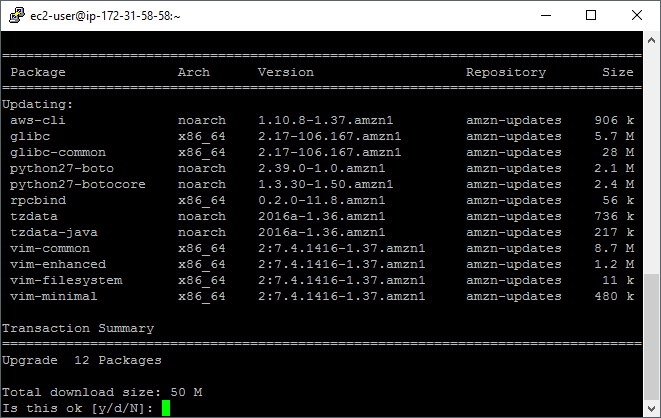 ec2-user@ip-172-31-58-58:~
================================================================================
 Package              Arch      Version                   Repository       Size
================================================================================
Updating:
 aws-cli              noarch    1.10.8-1.37.amzn1         amzn-updates    906 k
 glibc                x86_64    2.17-106.167.amzn1        amzn-updates    5.7 M
 glibc-common         x86_64    2.17-106.167.amzn1        amzn-updates     28 M
 python27-boto        noarch    2.39.0-1.0.amzn1          amzn-updates    2.1 M
 python27-botocore    noarch    1.3.30-1.50.amzn1         amzn-updates    2.4 M
 rpcbind              x86_64    0.2.0-11.8.amzn1          amzn-updates     56 k
 tzdata               noarch    2016a-1.36.amzn1          amzn-updates    736 k
 tzdata-java          noarch    2016a-1.36.amzn1          amzn-updates    217 k
 vim-common           x86_64    2:7.4.1416-1.37.amzn1     amzn-updates    8.7 M
 vim-enhanced         x86_64    2:7.4.1416-1.37.amzn1     amzn-updates    1.2 M
 vim-filesystem       x86_64    2:7.4.1416-1.37.amzn1     amzn-updates     11 k
 vim-minimal          x86_64    2:7.4.1416-1.37.amzn1     amzn-updates    480 k
Transaction Summary
================================================================================
Upgrade  12 Packages
Total download size: 50 M
Is this ok [y/d/N]: